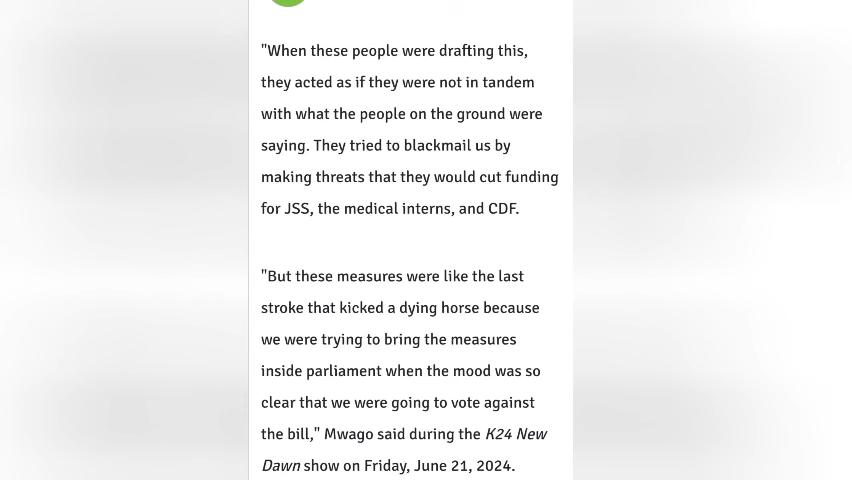 "When these people were drafting this,
they acted as if they were not in tandem
with what the people on the ground were
saying. They tried to blackmail us by
making threats that they would cut funding
for JSS, the medical interns, and CDF.
"But these measures were like the last
stroke that kicked a dying horse because
we were trying to bring the measures
inside parliament when the mood was so
clear that we were going to vote against
the bill," Mwago said during the K24 New
Dawn show on Friday, June 21, 2024.